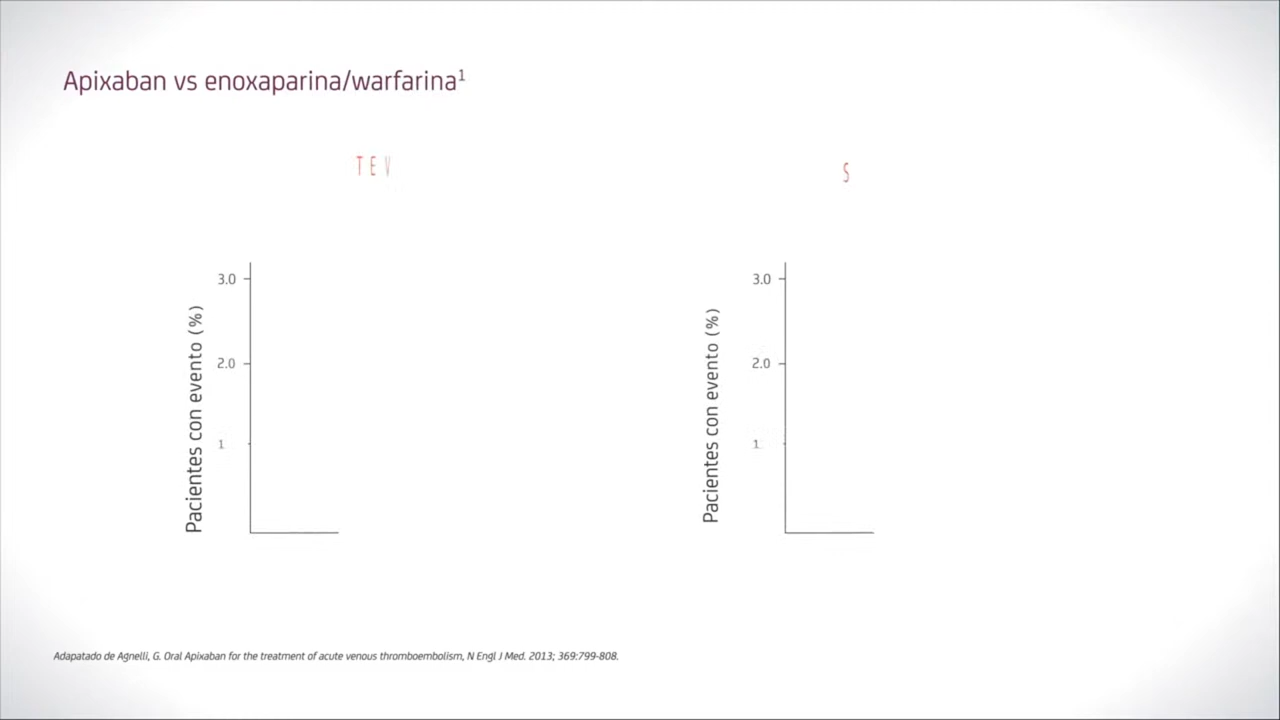 Apixaban vs enoxaparina/warfarina¹
T E V
S
Pacientes con evento (%)
3.0
2.0
1
Pacientes con evento (%)
3.0
2.0
1
Adapatado de Agnelli, G. Oral Apixaban for the treatment of acute venous thromboembolism, N Engl J Med. 2013; 369:799-808.